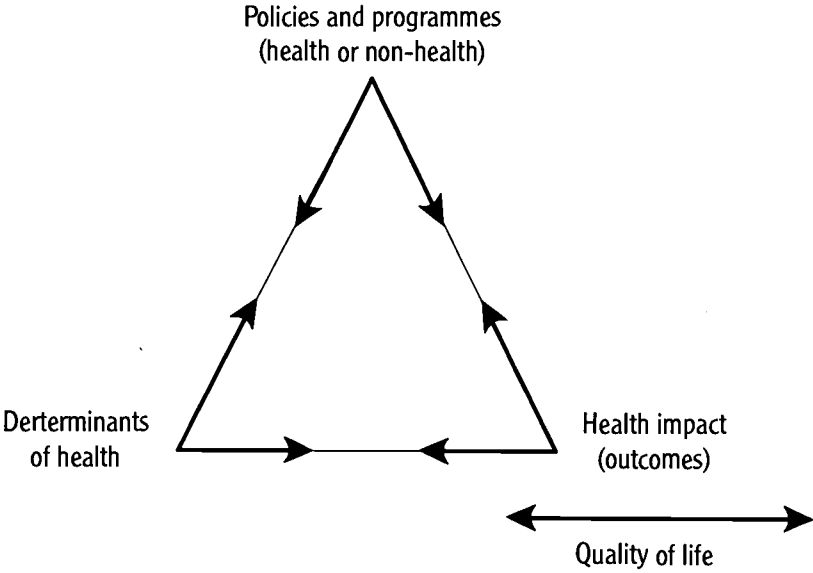 Policies and programmes
(health or non-health)
Derterminants
of health
Health impact
(outcomes)
Quality of life